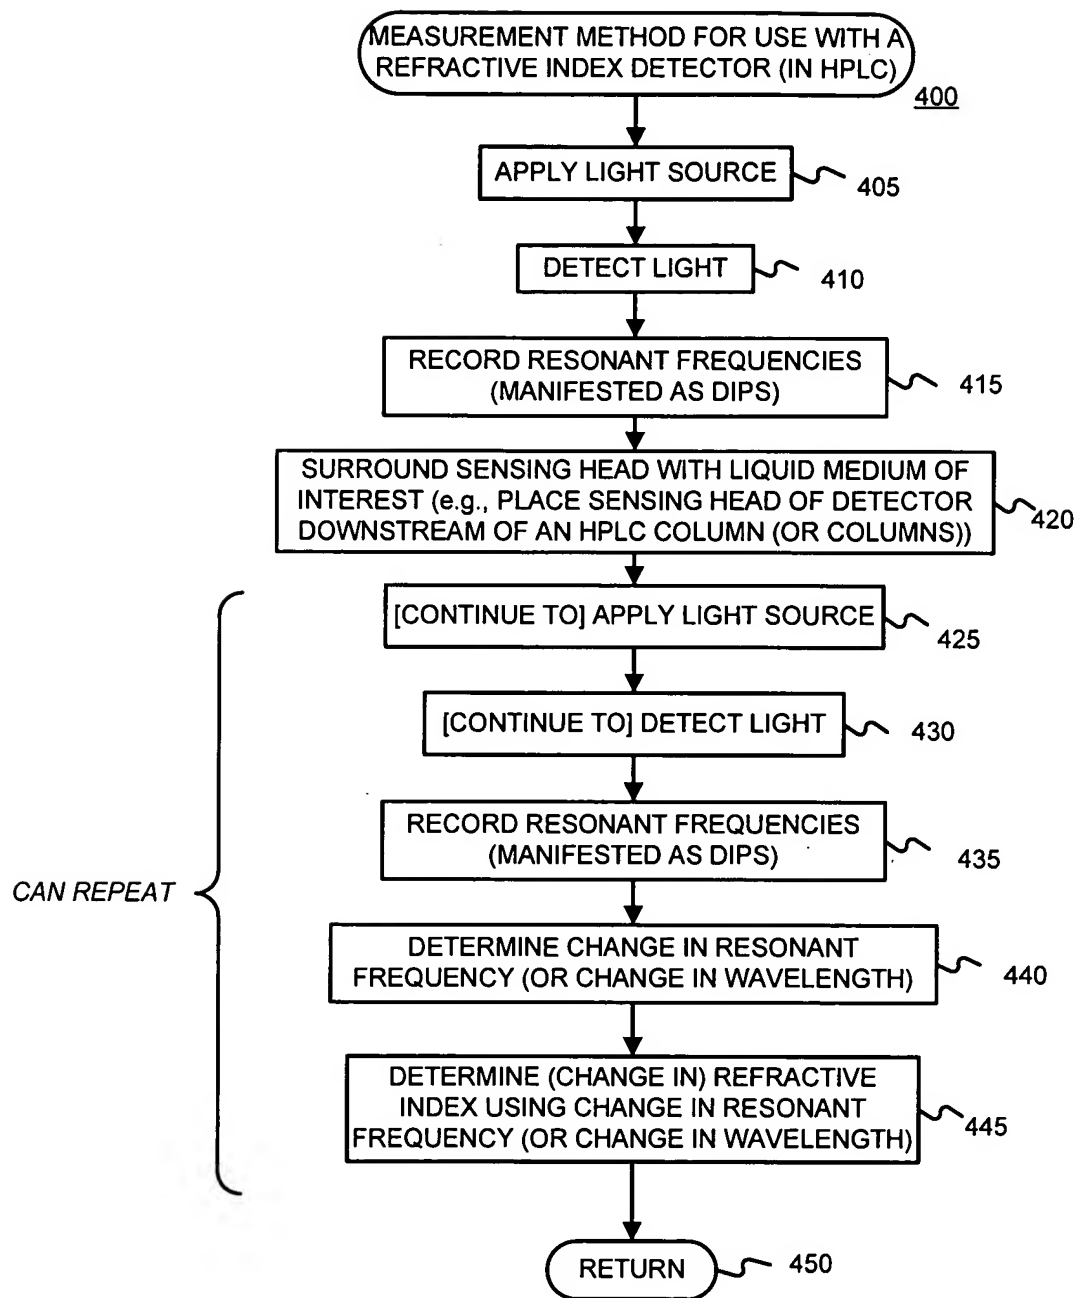 MEASUREMENT METHOD FOR USE WITH A
REFRACTIVE INDEX DETECTOR (IN HPLC)
400
APPLY LIGHT SOURCE
405
DETECT LIGHT
410
RECORD RESONANT FREQUENCIES
(MANIFESTED AS DIPS)
415
SURROUND SENSING HEAD WITH LIQUID MEDIUM OF
INTEREST (e.g., PLACE SENSING HEAD OF DETECTOR
DOWNSTREAM OF AN HPLC COLUMN (OR COLUMNS))
420
[CONTINUE TO] APPLY LIGHT SOURCE
425
[CONTINUE TO] DETECT LIGHT
430
RECORD RESONANT FREQUENCIES
(MANIFESTED AS DIPS)
435
CAN REPEAT
DETERMINE CHANGE IN RESONANT
FREQUENCY (OR CHANGE IN WAVELENGTH)
440
DETERMINE (CHANGE IN) REFRACTIVE
INDEX USING CHANGE IN RESONANT
FREQUENCY (OR CHANGE IN WAVELENGTH)
445
RETURN
450